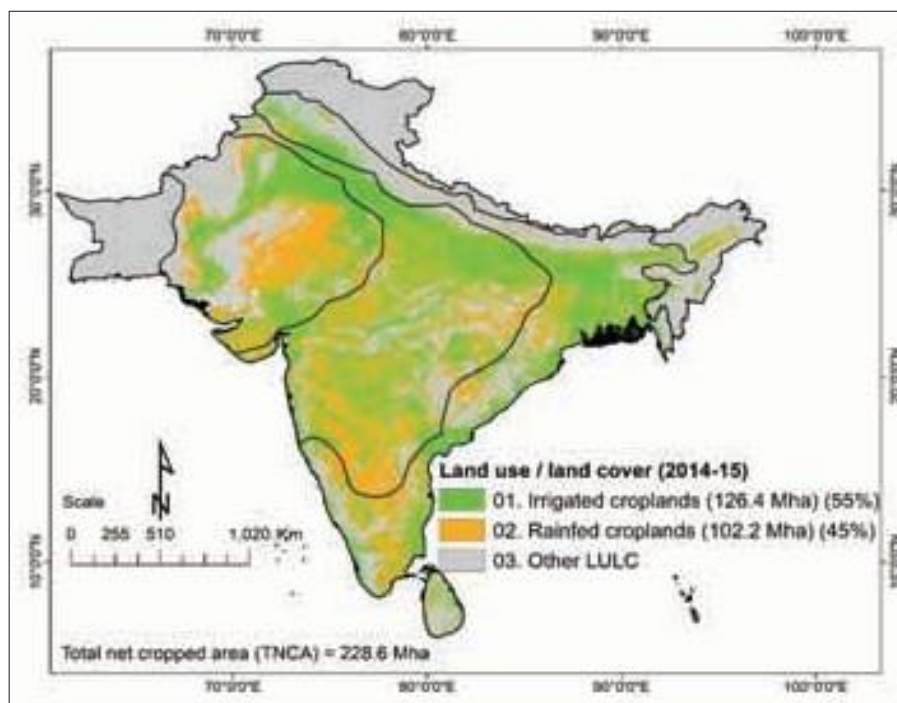 70°0'0"E 80°0'0"E 90°0'0"E 100°0'0"E
30°0'0"N
20°0'0"N
10°0'0"N
N
Scale
0 255 510 1,020 Km
Land use / land cover (2014-15)
01. Irrigated croplands (126.4 Mha) (55%)
02. Rainfed croplands (102.2 Mha) (45%)
03. Other LULC
Total net cropped area (TNCA) = 228.6 Mha
70°0'0"E 80°0'0"E 90°0'0"E 100°0'0"E